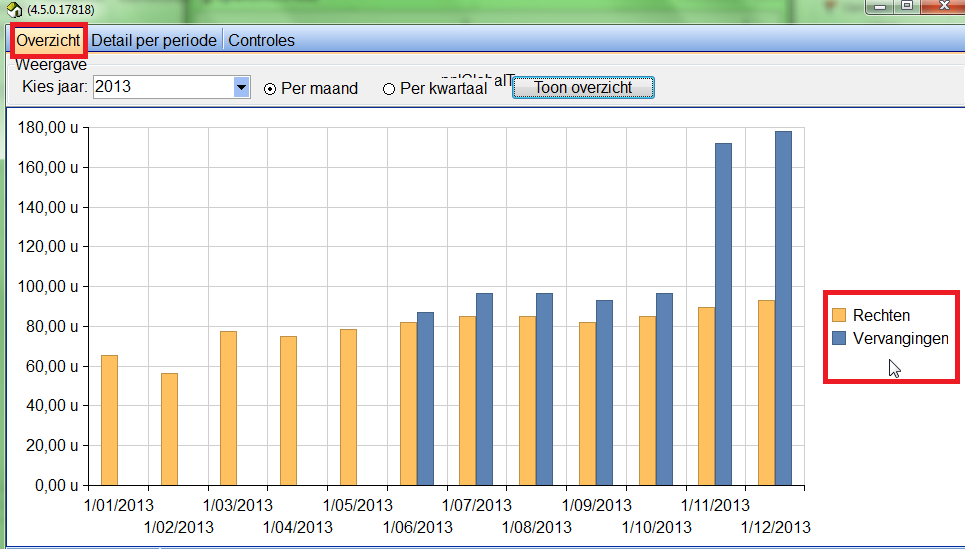 (4.5.0.17818)
Overzicht Detail per periode Controles
Weergave
Kies jaar: 2013 Per maand Per kwartaal Toon overzicht
180,00 u
160,00 u
140,00 u
120,00 u
100,00 u
80,00 u
60,00 u
40,00 u
20,00 u
0,00 u
Rechten
Vervangingen
1/01/2013 1/03/2013 1/05/2013 1/07/2013 1/09/2013 1/11/2013
1/02/2013 1/04/2013 1/06/2013 1/08/2013 1/10/2013 1/12/2013